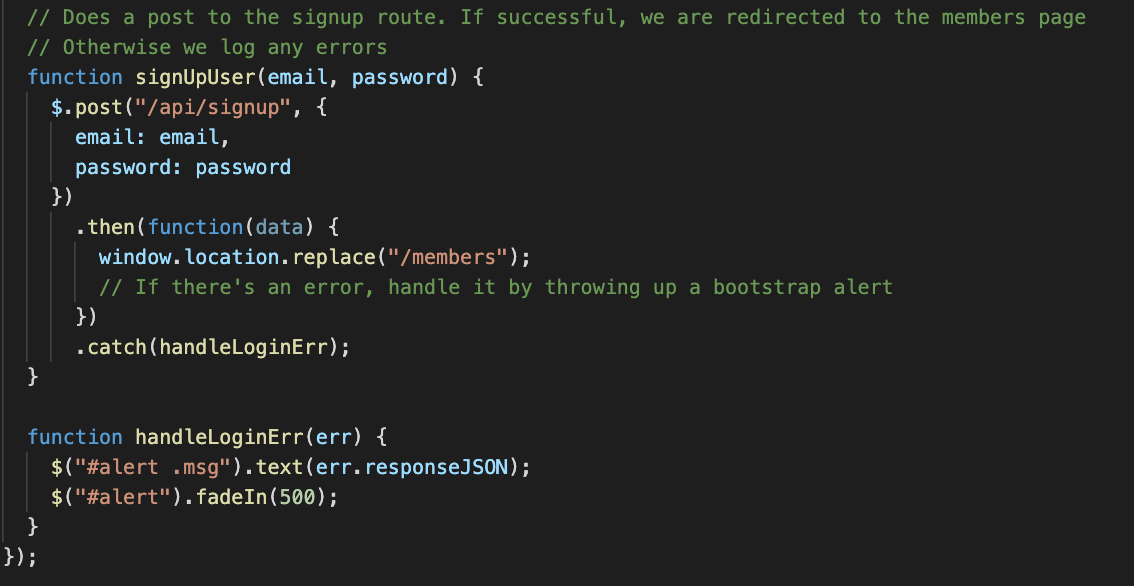 // Does a post to the signup route. If successful, we are redirected to the members page
// Otherwise we log any errors
function signUpUser(email, password) {
$.post("/api/signup", {
email: email,
password: password
})
.then(function(data) {
window.location.replace("/members");
// If there's an error, handle it by throwing up a bootstrap alert
})
.catch(handleLoginErr);
}
function handleLoginErr(err) {
$("#alert .msg").text(err.responseJSON);
$("#alert").fadeIn(500);
}
});